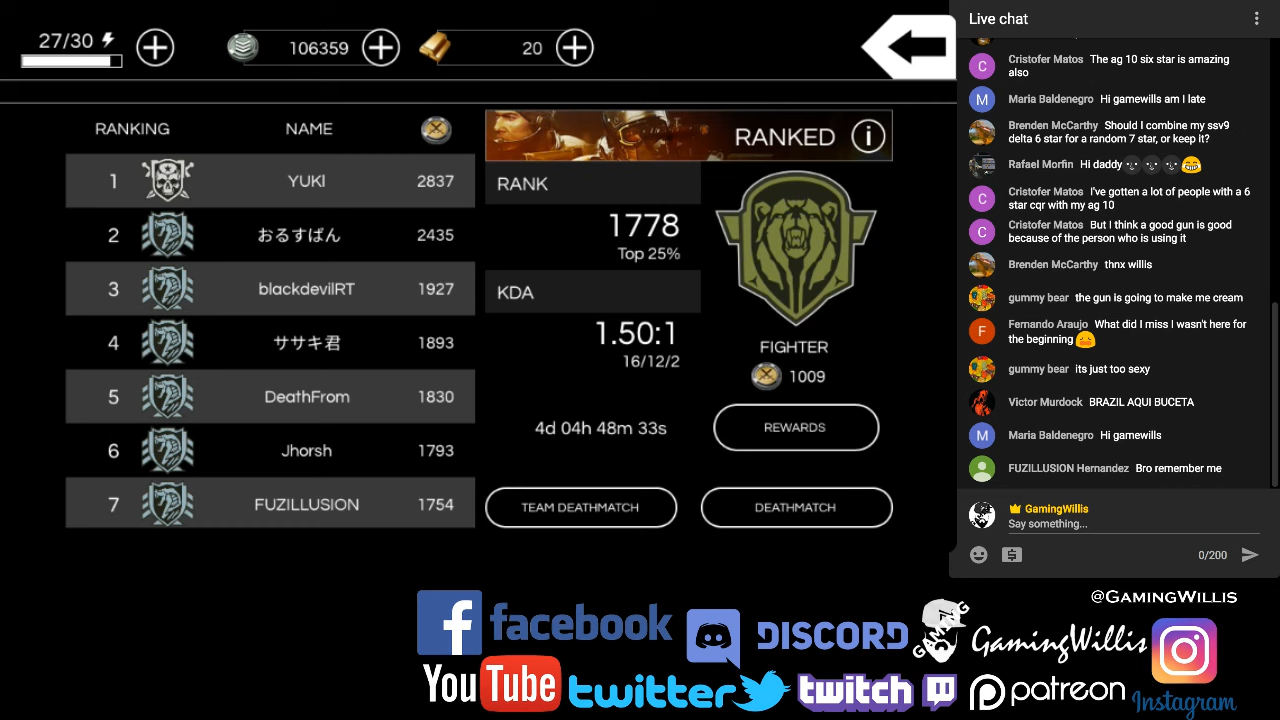 27/30
106359
20
RANKING NAME
1 YUKI 2837
2 おるすばん 2435
3 blackdevilRT 1927
4 ササキ君 1893
5 DeathFrom 1830
6 Jhorsh 1793
7 FUZILLUSION 1754
RANKED i
RANK
1778
Top 25%
KDA
1.50:1
16/12/2
FIGHTER
1009
4d 04h 48m 33s
REWARDS
TEAM DEATHMATCH
DEATHMATCH
Live chat
Cristofer Matos The ag 10 six star is amazing
also
Maria Baldenegro Hi gamewills am I late
Brenden McCarthy Should I combine my ssv9
delta 6 star for a random 7 star, or keep it?
Rafael Morfin Hi daddy🌚🌚🌚😂
Cristofer Matos I've gotten a lot of people with a 6
star cqr with my ag 10
Cristofer Matos But I think a good gun is good
because of the person who is using it
Brenden McCarthy thnx willis
gummy bear the gun is going to make me cream
Fernando Araujo What did I miss I wasn't here for
the beginning 😩
gummy bear its just too sexy
Victor Murdock BRAZIL AQUI BUCETA
Maria Baldenegro Hi gamewills
FUZILLUSION Hernandez Bro remember me
GamingWillis
Say something...
0/200
@GamingWillis
facebook
DISCORD
GAMING
GamingWillis
YouTube
twitter
twitch
patreon
Instagram